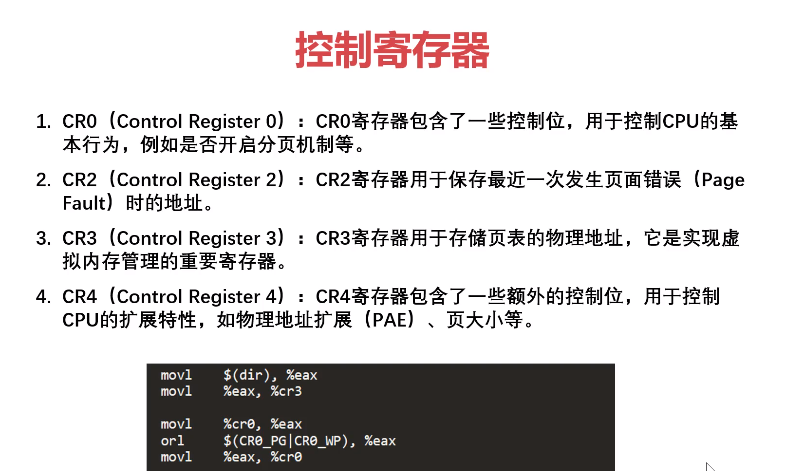 控制寄存器
1. CR0（Control Register 0）：CR0寄存器包含了一些控制位，用于控制CPU的基
本行为，例如是否开启分页机制等。
2. CR2（Control Register 2）：CR2寄存器用于保存最近一次发生页面错误（Page
Fault）时的地址。
3. CR3（Control Register 3）：CR3寄存器用于存储页表的物理地址，它是实现虚
拟内存管理的重要寄存器。
4. CR4（Control Register 4）：CR4寄存器包含了一些额外的控制位，用于控制
CPU的扩展特性，如物理地址扩展（PAE）、页大小等。
movl $(dir), %eax
movl %eax, %cr3
movl %cr0, %eax
orl $(CR0_PG|CR0_WP), %eax
movl %eax, %cr0